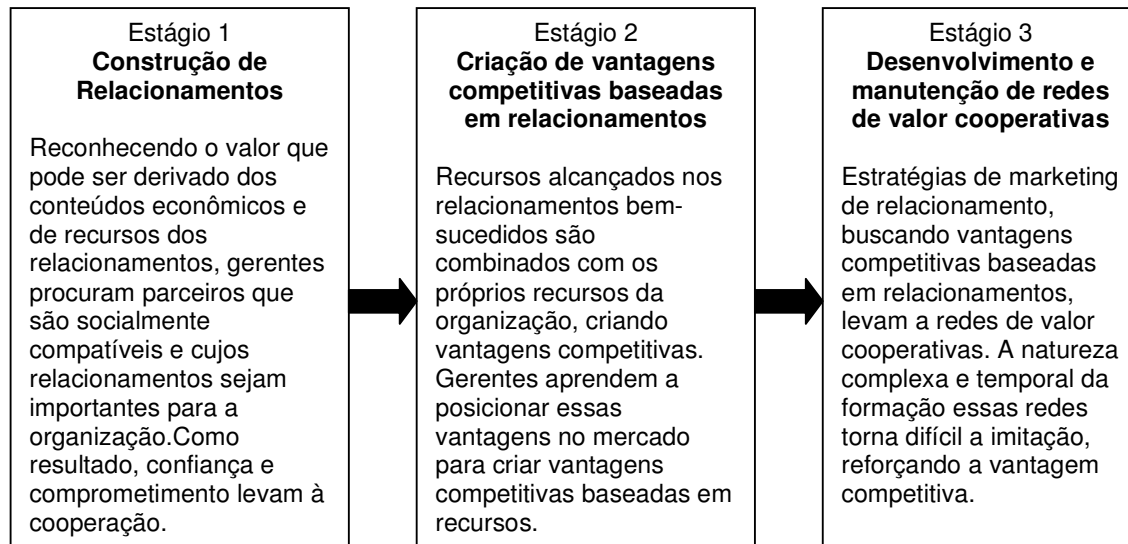 Estágio 1
Construção de
Relacionamentos
Reconhecendo o valor que
pode ser derivado dos
conteúdos econômicos e
de recursos dos
relacionamentos, gerentes
procuram parceiros que
são socialmente
compatíveis e cujos
relacionamentos sejam
importantes para a
organização.Como
resultado, confiança e
comprometimento levam à
cooperação.
Estágio 2
Criação de vantagens
competitivas baseadas
em relacionamentos
Recursos alcançados nos
relacionamentos bem-
sucedidos são
combinados com os
próprios recursos da
organização, criando
vantagens competitivas.
Gerentes aprendem a
posicionar essas
vantagens no mercado
para criar vantagens
competitivas baseadas em
recursos.
Estágio 3
Desenvolvimento e
manutenção de redes
de valor cooperativas
Estratégias de marketing
de relacionamento,
buscando vantagens
competitivas baseadas
em relacionamentos,
levam a redes de valor
cooperativas. A natureza
complexa e temporal da
formação essas redes
torna difícil a imitação,
reforçando a vantagem
competitiva.